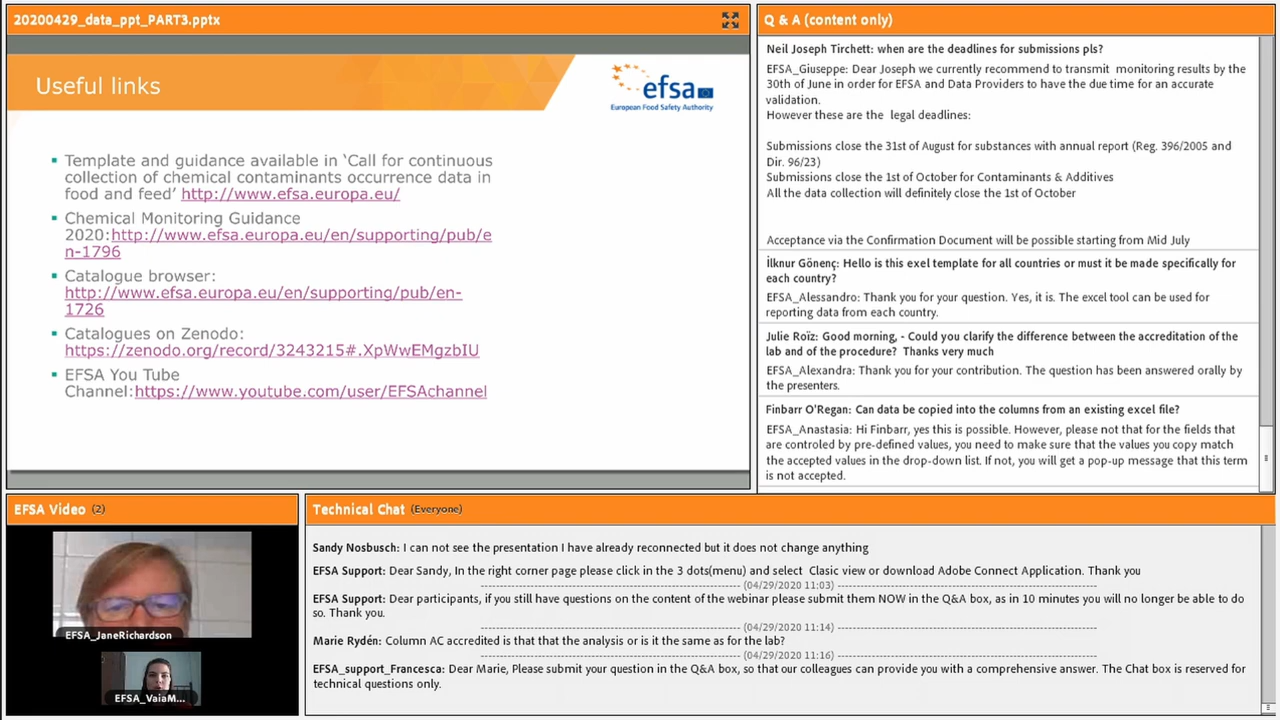 20200429_data_ppt_PART3.pptx
Useful links
efsa
European Food Safety Authority
Template and guidance available in ‘Call for continuous
collection of chemical contaminants occurrence data in
food and feed’ http://www.efsa.europa.eu/
Chemical Monitoring Guidance
2020:http://www.efsa.europa.eu/en/supporting/pub/e
n-1796
Catalogue browser:
http://www.efsa.europa.eu/en/supporting/pub/en-
1726
Catalogues on Zenodo:
https://zenodo.org/record/3243215#.XpWwEMgzbIU
EFSA You Tube
Channel:https://www.youtube.com/user/EFSAchannel
Q & A (content only)
Neil Joseph Tirchett: when are the deadlines for submissions pls?
EFSA_Giuseppe: Dear Joseph we currently recommend to transmit monitoring results by the
30th of June in order for EFSA and Data Providers to have the due time for an accurate
validation.
However these are the legal deadlines:
Submissions close the 31st of August for substances with annual report (Reg. 396/2005 and
Dir. 96/23)
Submissions close the 1st of October for Contaminants & Additives
All the data collection will definitely close the 1st of October
Acceptance via the Confirmation Document will be possible starting from Mid July
İlknur Gönenç: Hello is this exel template for all countries or must it be made specifically for
each country?
EFSA_Alessandro: Thank you for your question. Yes, it is. The excel tool can be used for
reporting data from each country.
Julie Roïz: Good morning, - Could you clarify the difference between the accreditation of the
lab and of the procedure? Thanks very much
EFSA_Alexandra: Thank you for your contribution. The question has been answered orally by
the presenters.
Finbarr O'Regan: Can data be copied into the columns from an existing excel file?
EFSA_Anastasia: Hi Finbarr, yes this is possible. However, please not that for the fields that
are controled by pre-defined values, you need to make sure that the values you copy match
the accepted values in the drop-down list. If not, you will get a pop-up message that this term
is not accepted.
EFSA Video (2)
EFSA_JaneRichardson
EFSA_VaiaM...
Technical Chat (Everyone)
Sandy Nosbusch: I can not see the presentation I have already reconnected but it does not change anything
EFSA Support: Dear Sandy, In the right corner page please click in the 3 dots(menu) and select Clasic view or download Adobe Connect Application. Thank you
(04/29/2020 11:03)
EFSA Support: Dear participants, if you still have questions on the content of the webinar please submit them NOW in the Q&A box, as in 10 minutes you will no longer be able to do
so. Thank you.
(04/29/2020 11:14)
Marie Rydén: Column AC accredited is that that the analysis or is it the same as for the lab?
(04/29/2020 11:16)
EFSA_support_Francesca: Dear Marie, Please submit your question in the Q&A box, so that our colleagues can provide you with a comprehensive answer. The Chat box is reserved for
technical questions only.